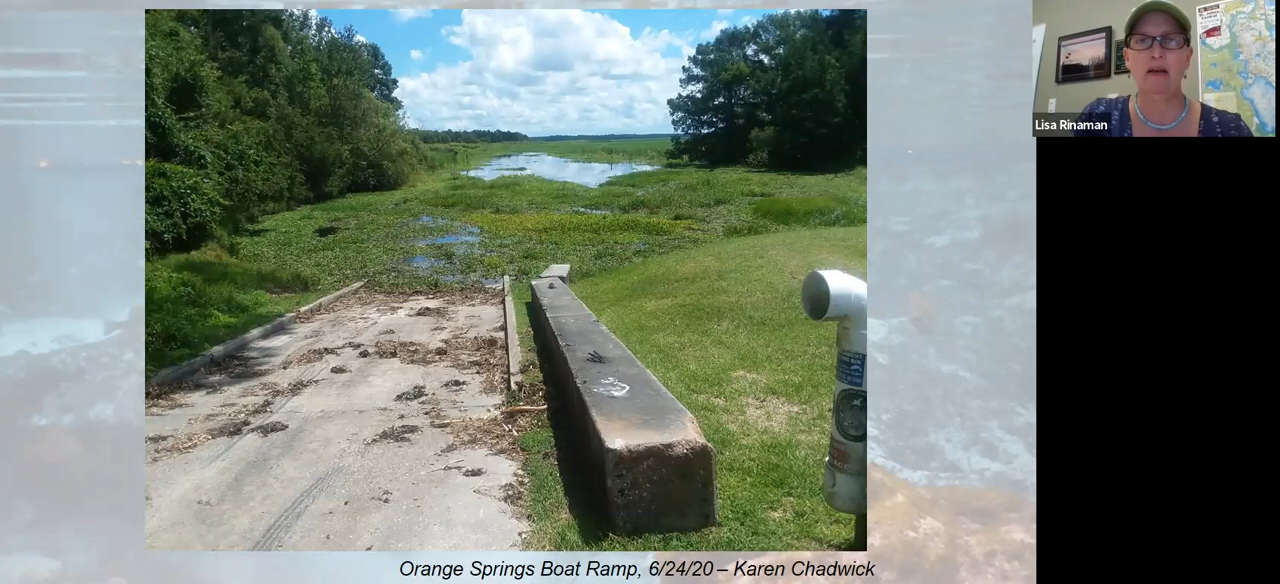 Lisa Rinaman
Orange Springs Boat Ramp, 6/24/20 – Karen Chadwick